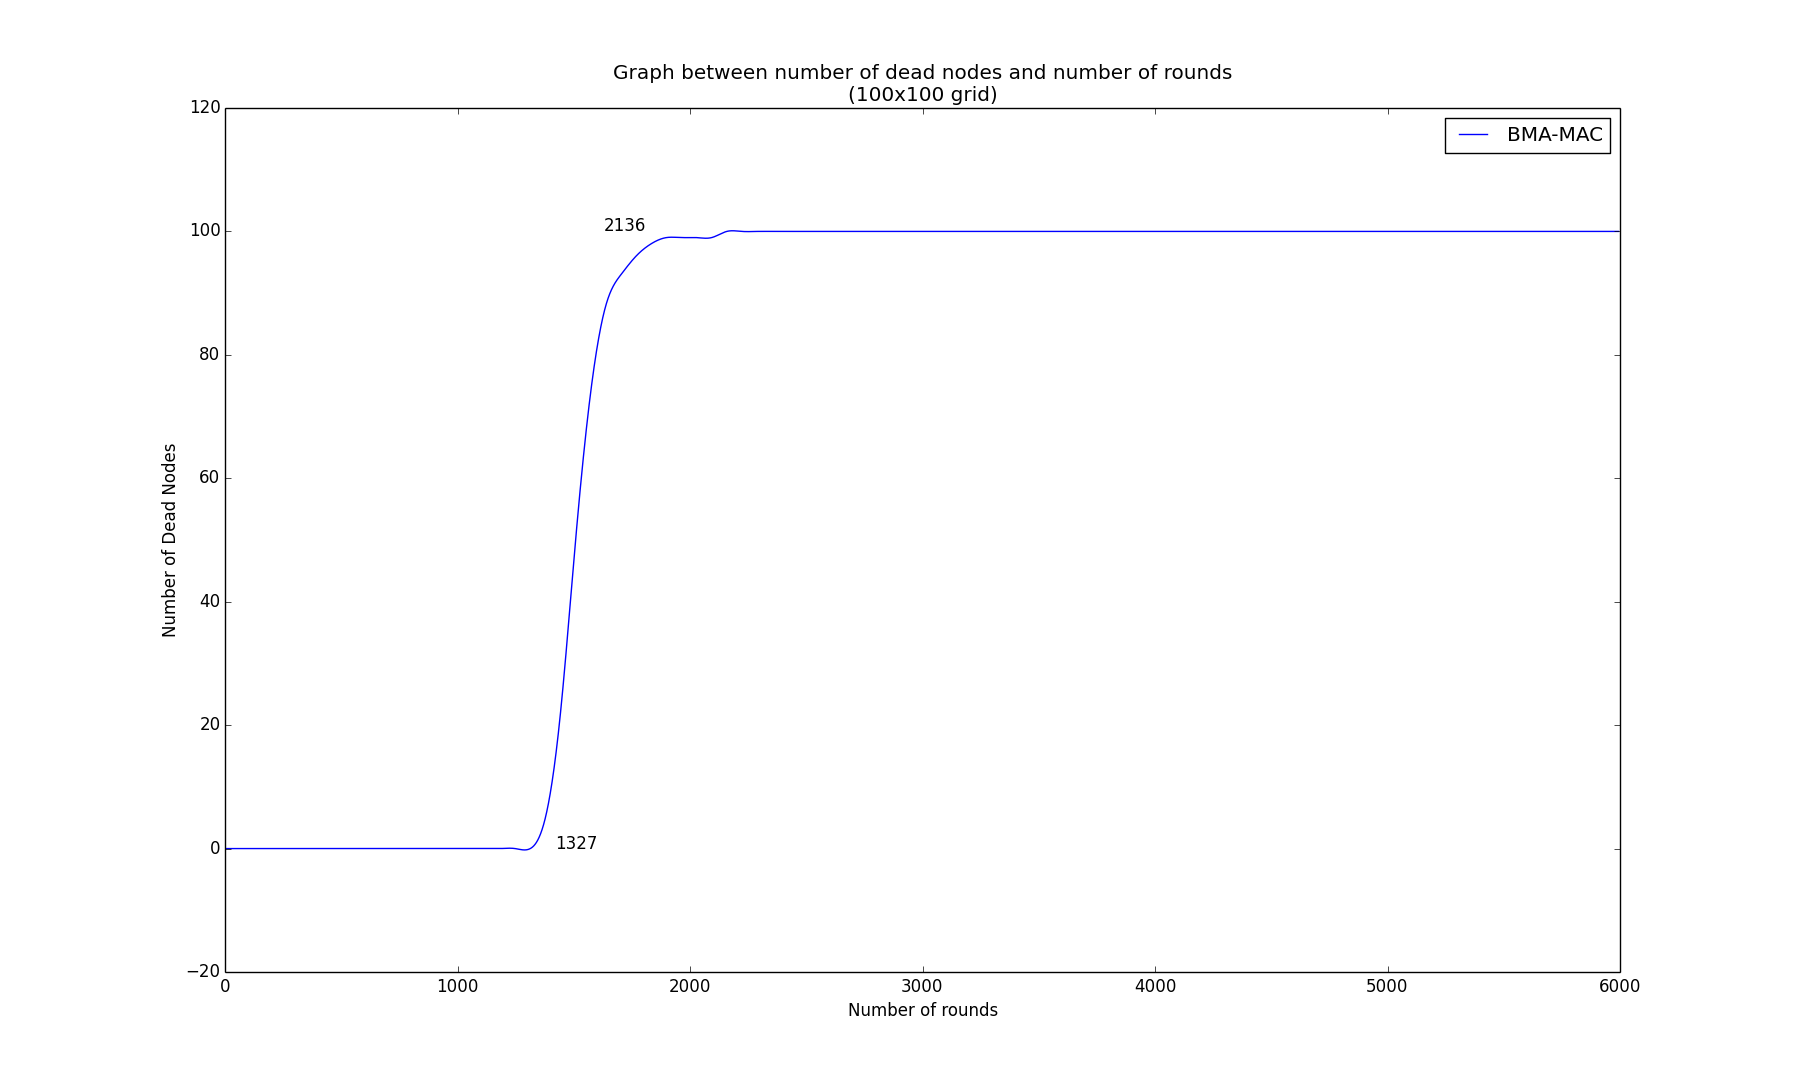 Graph between number of dead nodes and number of rounds
(100x100 grid)
120
BMA-MAC
2136
100
80
60
40
20
1327
0
−20
Number of Dead Nodes
0 1000 2000 3000 4000 5000 6000
Number of rounds